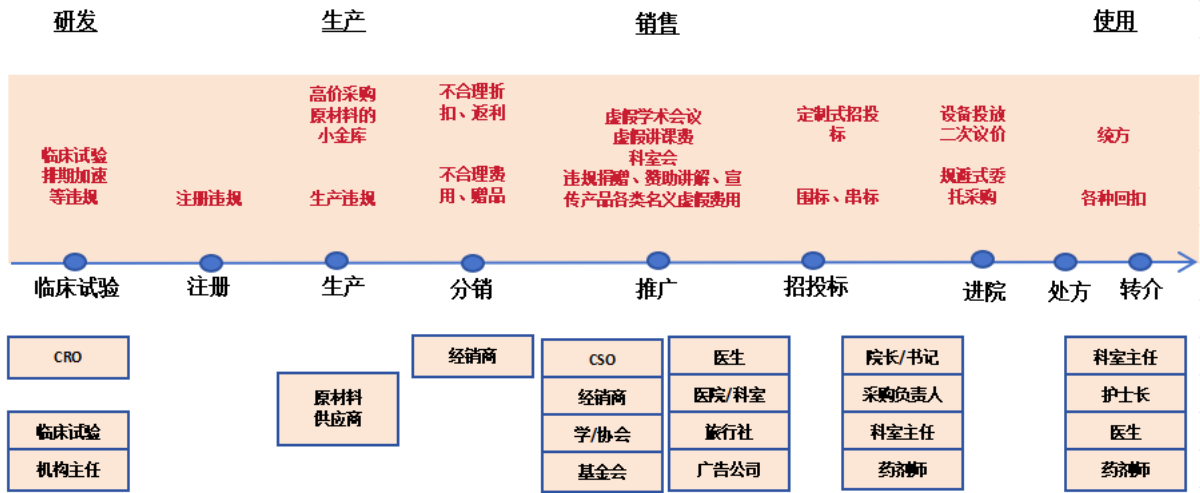 研发
生产
销售
使用
临床试验
排期加速
等违规
注册违规
高价采购
原材料的
小金库
生产违规
不合理折
扣、返利
不合理费
用、赠品
虚假学术会议
虚假讲课费
科室会
违规捐赠、赞助讲解、宣
传产品各类名义虚假费用
定制式招投
标
围标、串标
设备投放
二次议价
规避式委
托采购
统方
各种回扣
临床试验
注册
生产
分销
推广
招投标
进院
处方
转介
CRO
临床试验
机构主任
原材料
供应商
经销商
CSO
经销商
学/协会
基金会
医生
医院/科室
旅行社
广告公司
院长/书记
采购负责人
科室主任
药剂师
科室主任
护士长
医生
药剂师